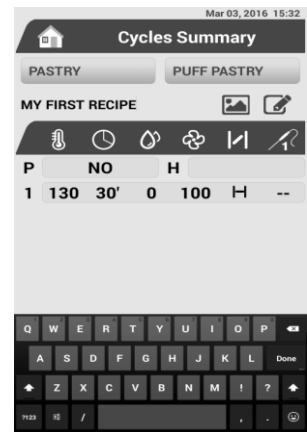 Mar 03, 2016 15:32
Cycles Summary
PASTRY PUFF PASTRY
MY FIRST RECIPE
P NO H
1 130 30' 0 100 --
Q W E R T Y U I O P
A S D F G H J K L Done
Z X C V B N M ! ?
?123 / , .